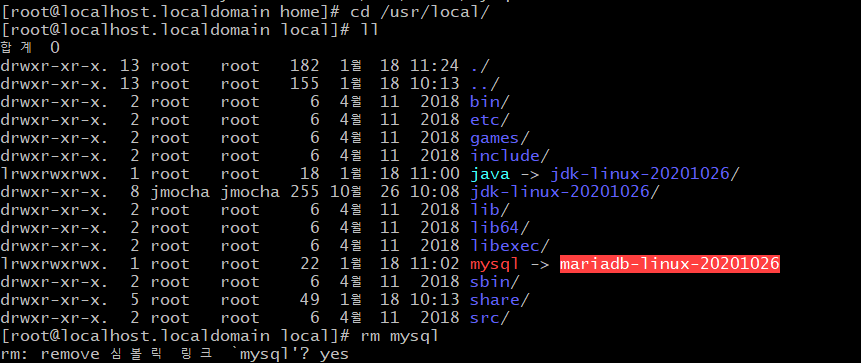 [root@localhost.localdomain home]# cd /usr/local/
[root@localhost.localdomain local]# ll
합계 0
drwxr-xr-x. 13 root   root   182  1월  18 11:24 ./
drwxr-xr-x. 13 root   root   155  1월  18 10:13 ../
drwxr-xr-x.  2 root   root     6  4월  11  2018 bin/
drwxr-xr-x.  2 root   root     6  4월  11  2018 etc/
drwxr-xr-x.  2 root   root     6  4월  11  2018 games/
drwxr-xr-x.  2 root   root     6  4월  11  2018 include/
lrwxrwxrwx.  1 root   root    18  1월  18 11:00 java -> jdk-linux-20201026/
drwxr-xr-x.  8 jmocha jmocha 255 10월  26 10:08 jdk-linux-20201026/
drwxr-xr-x.  2 root   root     6  4월  11  2018 lib/
drwxr-xr-x.  2 root   root     6  4월  11  2018 lib64/
drwxr-xr-x.  2 root   root     6  4월  11  2018 libexec/
lrwxrwxrwx.  1 root   root    22  1월  18 11:02 mysql -> mariadb-linux-20201026
drwxr-xr-x.  2 root   root     6  4월  11  2018 sbin/
drwxr-xr-x.  5 root   root    49  1월  18 10:13 share/
drwxr-xr-x.  2 root   root     6  4월  11  2018 src/
[root@localhost.localdomain local]# rm mysql
rm: remove 심볼릭 링크 `mysql'? yes